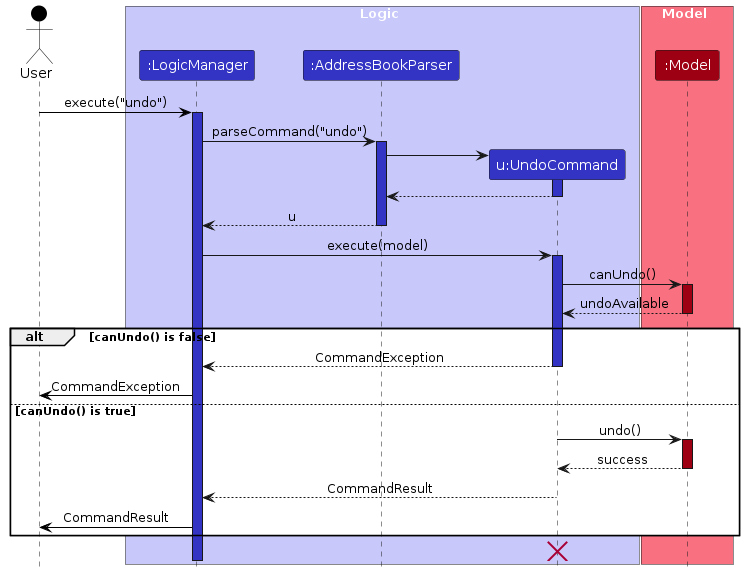 Logic
Model
User
:LogicManager
:AddressBookParser
:Model
execute("undo")
parseCommand("undo")
u:UndoCommand
u
execute(model)
canUndo()
undoAvailable
alt
[canUndo() is false]
CommandException
CommandException
[canUndo() is true]
undo()
success
CommandResult
CommandResult